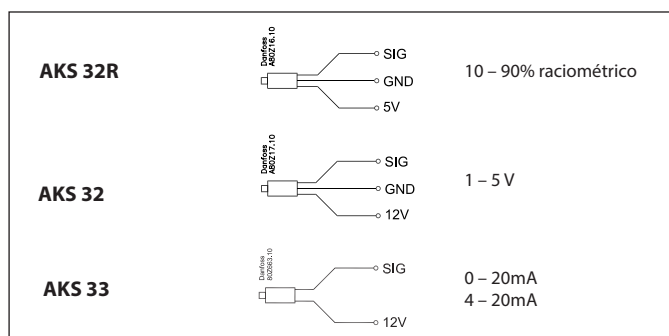 AKS 32R
Danfoss
A80Z16.10
SIG
GND
5V
10 – 90% raciométrico
AKS 32
Danfoss
A80Z17.10
SIG
GND
12V
1 – 5 V
AKS 33
Danfoss
80Z663.10
SIG
12V
0 – 20mA
4 – 20mA